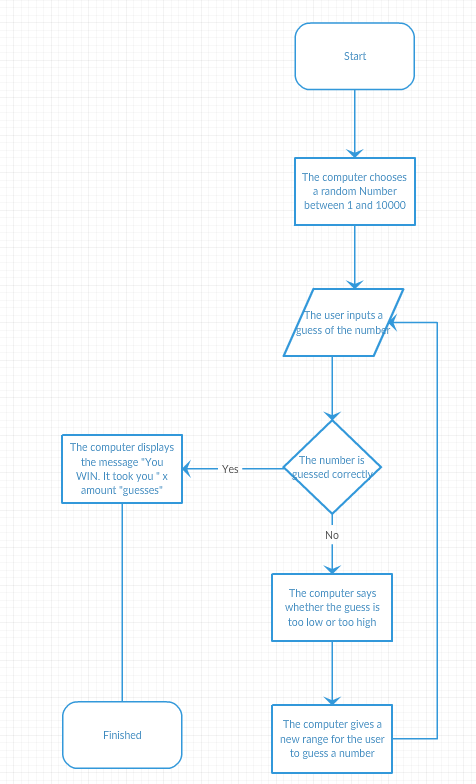 Start
The computer chooses
a random Number
between 1 and 10000
The user inputs a
guess of the number
The number is
guessed correctly
Yes
The computer displays
the message "You
WIN. It took you " x
amount "guesses"
No
The computer says
whether the guess is
too low or too high
Finished
The computer gives a
new range for the user
to guess a number